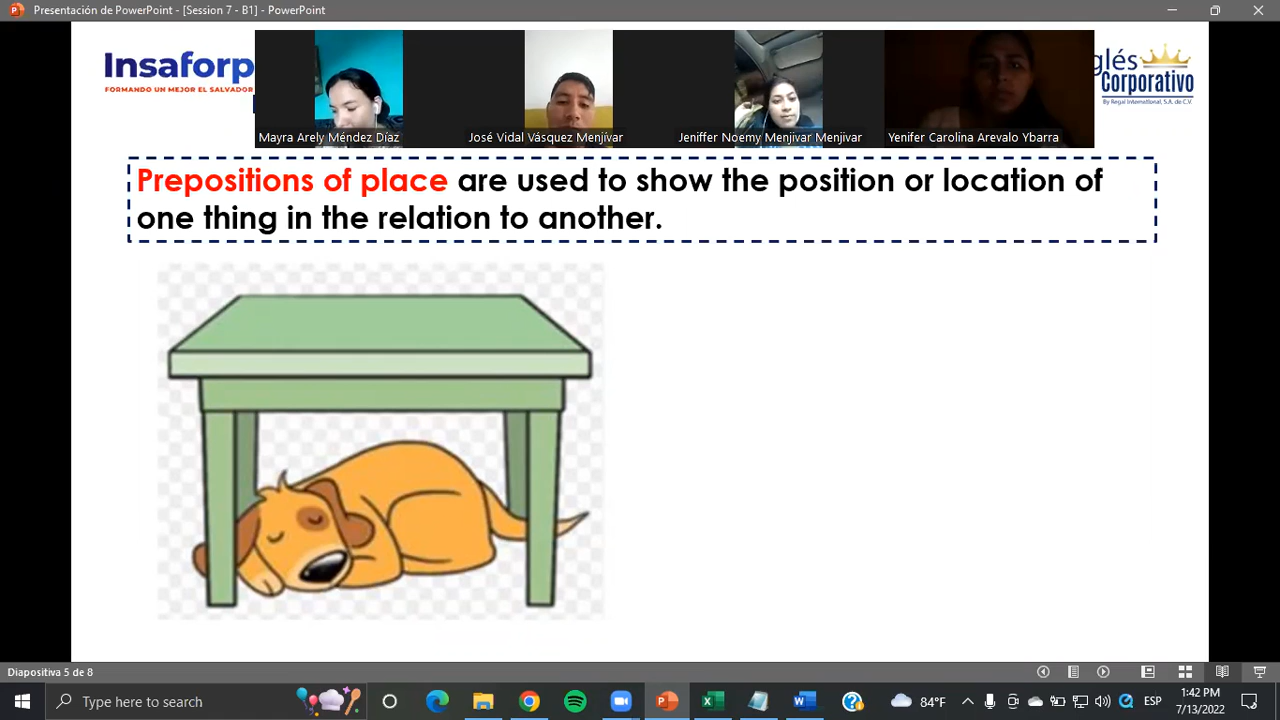 Presentación de PowerPoint - [Session 7 - B1] - PowerPoint
Insaforp
FORMANDO UN MEJOR EL SALVADOR
Mayra Arely Méndez Díaz
José Vidal Vásquez Menjívar
Jeniffer Noemy Menjivar Menjivar
Yenifer Carolina Arevalo Ybarra
glés
Corporativo
By Regal International, S.A. de C.V.
Prepositions of place are used to show the position or location of
one thing in the relation to another.
Diapositiva 5 de 8
Type here to search
84°F
ESP
1:42 PM
7/13/2022